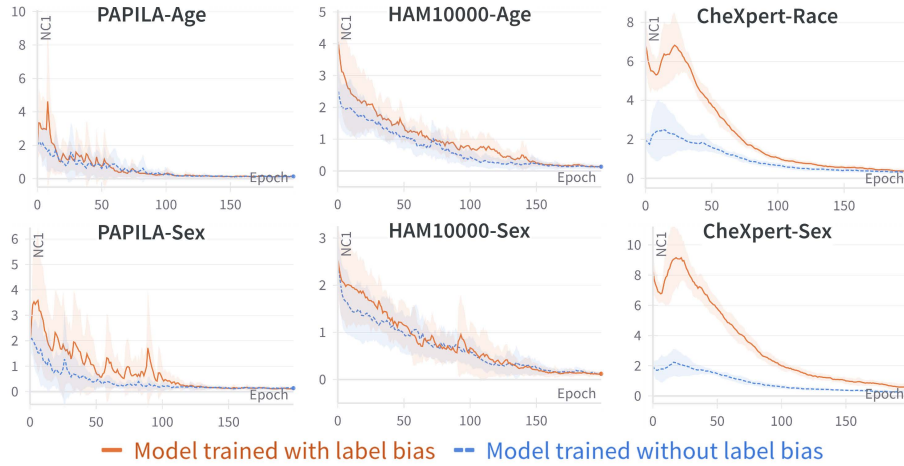 PAPILA-Age
NC1
10
8
6
4
2
0
Epoch
0 50 100 150
HAM10000-Age
NC1
5
4
3
2
1
0
Epoch
0 50 100 150
CheXpert-Race
NC1
8
6
4
2
0
Epoch
0 50 100 150
PAPILA-Sex
NC1
6
5
4
3
2
1
0
Epoch
0 50 100 150
HAM10000-Sex
NC1
3
2
1
0
Epoch
0 50 100 150
CheXpert-Sex
NC1
10
8
6
4
2
0
Epoch
0 50 100 150
Model trained with label bias Model trained without label bias